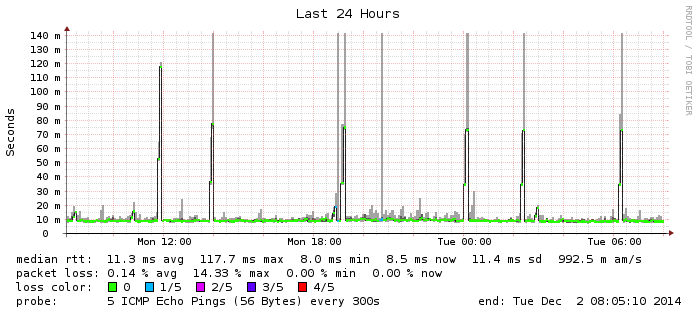 Last 24 Hours
RRDTOOL / TOBI OETIKER
Seconds
140 m
130 m
120 m
110 m
100 m
90 m
80 m
70 m
60 m
50 m
40 m
30 m
20 m
10 m
0
Mon 12:00 Mon 18:00 Tue 00:00 Tue 06:00
median rtt: 11.3 ms avg 117.7 ms max 8.0 ms min 8.5 ms now 11.4 ms sd 992.5 m am/s
packet loss: 0.14 % avg 14.33 % max 0.00 % min 0.00 % now
loss color: 0 1/5 2/5 3/5 4/5
probe: 5 ICMP Echo Pings (56 Bytes) every 300s end: Tue Dec 2 08:05:10 2014